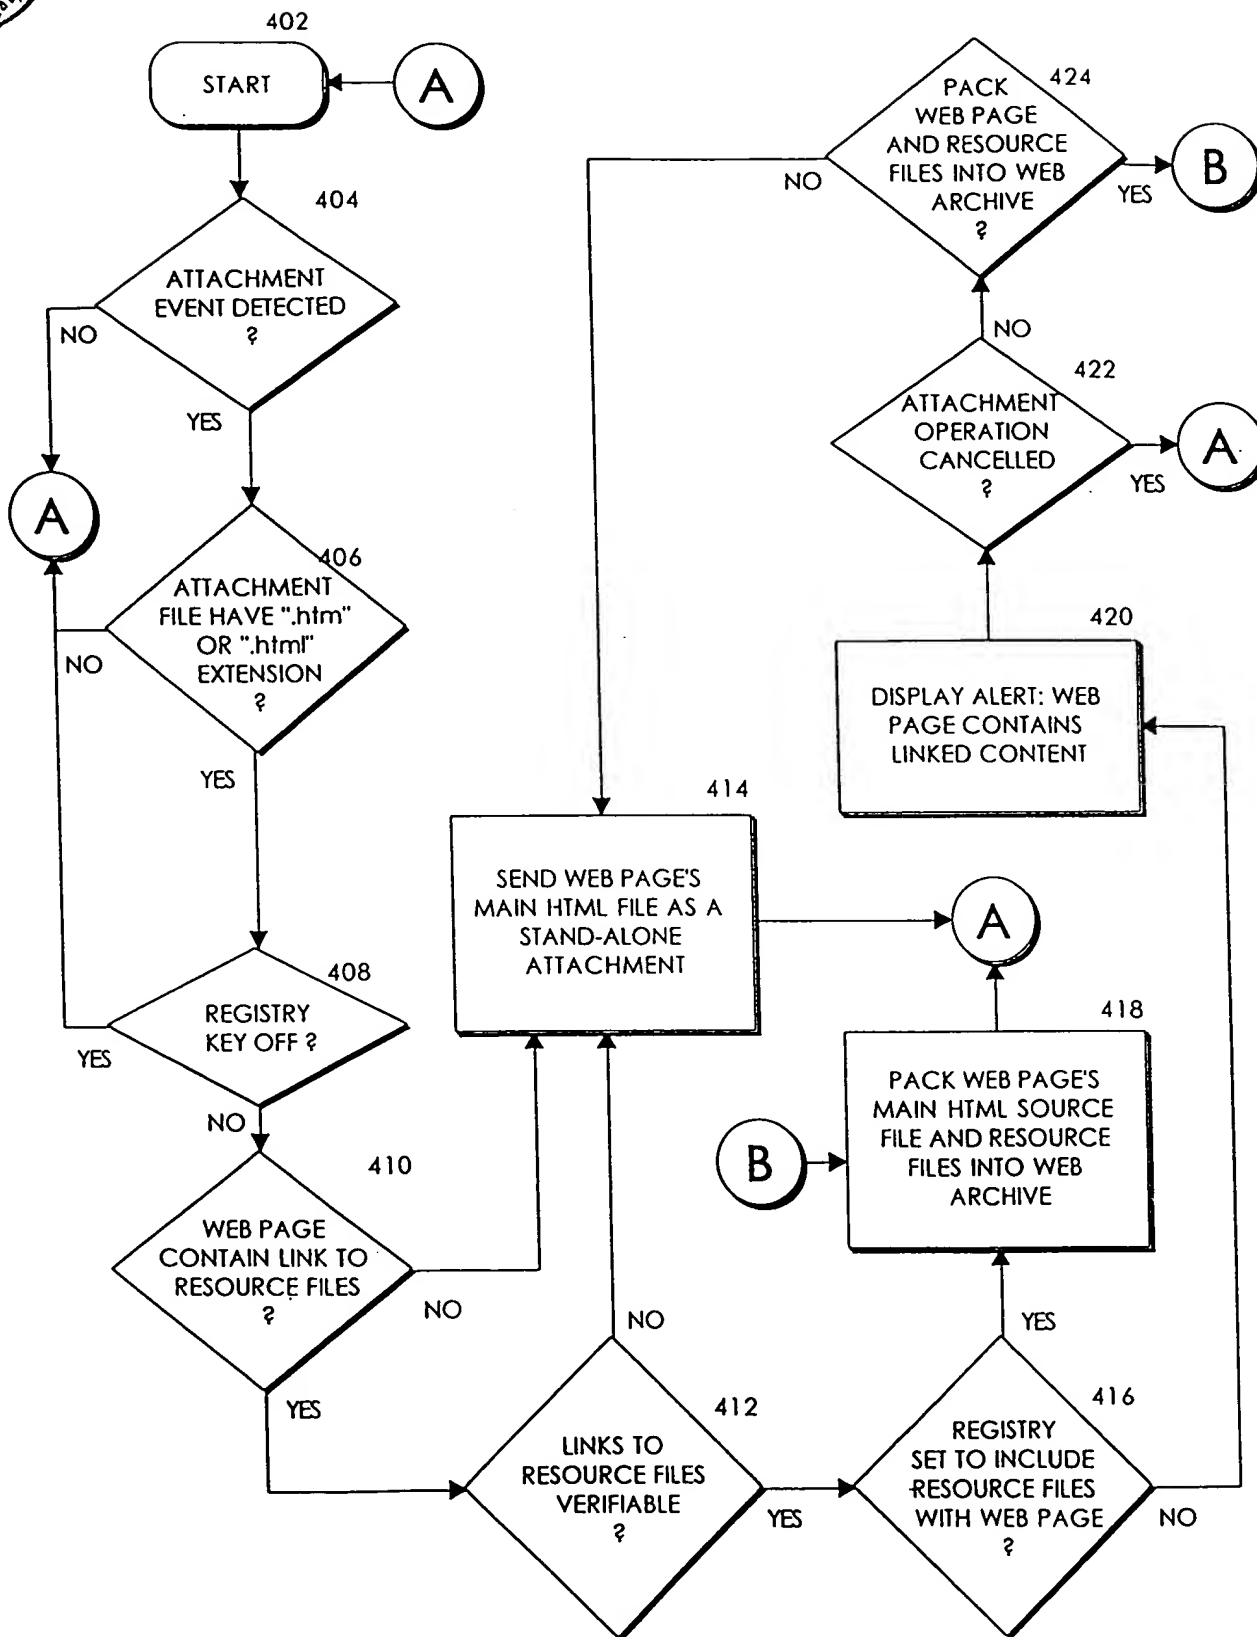 402
START
A
404
ATTACHMENT
EVENT DETECTED
?
NO
YES
A
406
ATTACHMENT
FILE HAVE ".htm"
OR ".html"
EXTENSION
?
NO
YES
408
REGISTRY
KEY OFF ?
YES
NO
410
WEB PAGE
CONTAIN LINK TO
RESOURCE FILES
?
NO
YES
412
LINKS TO
RESOURCE FILES
VERIFIABLE
?
NO
YES
414
SEND WEB PAGE'S
MAIN HTML FILE AS A
STAND-ALONE
ATTACHMENT
A
416
REGISTRY
SET TO INCLUDE
RESOURCE FILES
WITH WEB PAGE
?
YES
NO
418
PACK WEB PAGE'S
MAIN HTML SOURCE
FILE AND RESOURCE
FILES INTO WEB
ARCHIVE
B
420
DISPLAY ALERT: WEB
PAGE CONTAINS
LINKED CONTENT
422
ATTACHMENT
OPERATION
CANCELLED
?
NO
YES
A
424
PACK
WEB PAGE
AND RESOURCE
FILES INTO WEB
ARCHIVE
?
NO
YES
B